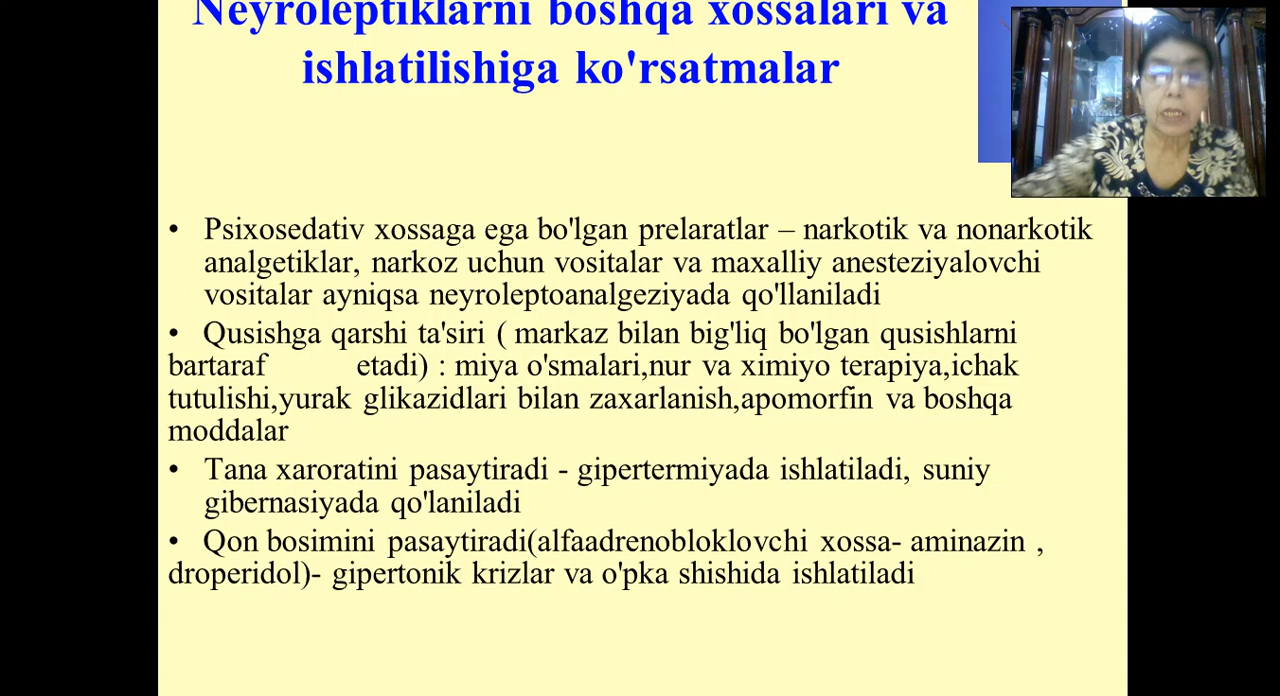 Neyroleptiklarni boshqa xossalari va
ishlatilishiga ko'rsatmalar
• Psixosedativ xossaga ega bo'lgan prelaratlar – narkotik va nonarkotik
analgetiklar, narkoz uchun vositalar va maxalliy anesteziyalovchi
vositalar ayniqsa neyroleptoanalgeziyada qo'llaniladi
• Qusishga qarshi ta'siri ( markaz bilan big'liq bo'lgan qusishlarni
bartaraf etadi) : miya o'smalari,nur va ximiyo terapiya,ichak
tutulishi,yurak glikazidlari bilan zaxarlanish,apomorfin va boshqa
moddalar
• Tana xaroratini pasaytiradi - gipertermiyada ishlatiladi, suniy
gibernasiyada qo'laniladi
• Qon bosimini pasaytiradi(alfaadrenobloklovchi xossa- aminazin ,
droperidol)- gipertonik krizlar va o'pka shishida ishlatiladi